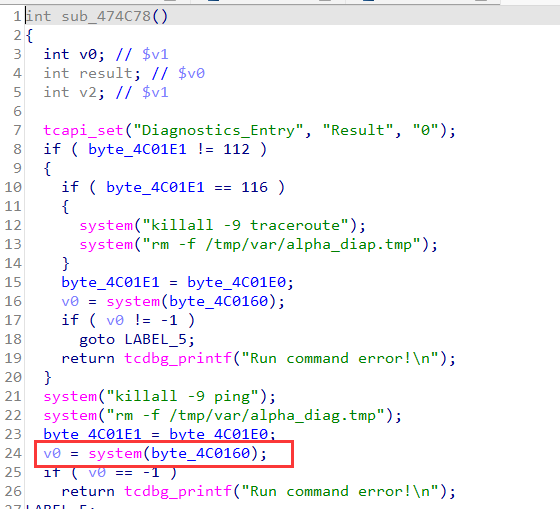 1 int sub_474C78()
2 {
3 int v0; // $v1
4 int result; // $v0
5 int v2; // $v1
6
7 tcapi_set("Diagnostics_Entry", "Result", "0");
8 if ( byte_4C01E1 != 112 )
9 {
10 if ( byte_4C01E1 == 116 )
11 {
12 system("killall -9 traceroute");
13 system("rm -f /tmp/var/alpha_diap.tmp");
14 }
15 byte_4C01E1 = byte_4C01E0;
16 v0 = system(byte_4C0160);
17 if ( v0 != -1 )
18 goto LABEL_5;
19 return tcdbg_printf("Run command error!\n");
20 }
21 system("killall -9 ping");
22 system("rm -f /tmp/var/alpha_diag.tmp");
23 byte_4C01E1 = byte_4C01E0;
24 v0 = system(byte_4C0160);
25 if ( v0 == -1 )
26 return tcdbg_printf("Run command error!\n");
27 LABEL_5: